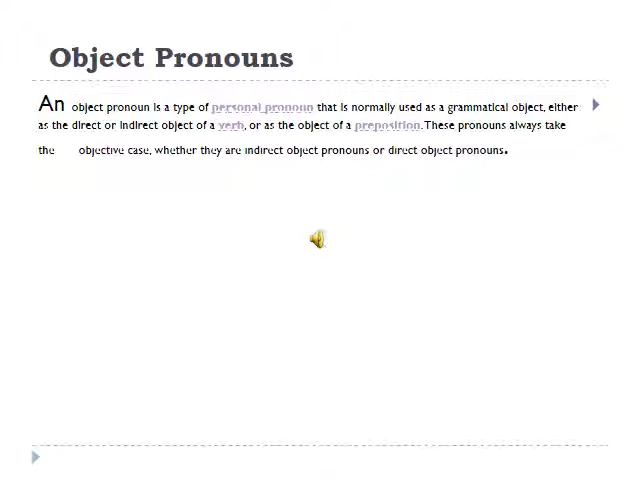 Object Pronouns
An object pronoun is a type of personal pronoun that is normally used as a grammatical object, either
as the direct or indirect object of a verb, or as the object of a preposition. These pronouns always take
the objective case, whether they are indirect object pronouns or direct object pronouns.